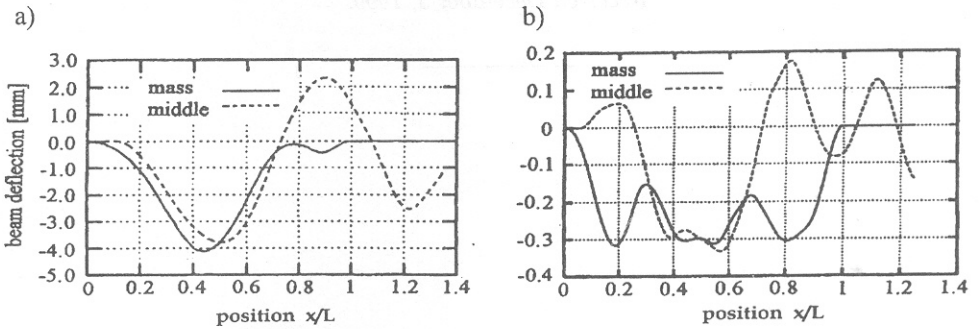 a)
3.0
2.0
1.0
0.0
-1.0
-2.0
-3.0
-4.0
-5.0
beam deflection [mm]
mass
middle
0 0.2 0.4 0.6 0.8 1 1.2 1.4
position x/L
b)
0.2
0.1
0
-0.1
-0.2
-0.3
-0.4
mass
middle
0 0.2 0.4 0.6 0.8 1 1.2 1.4
position x/L